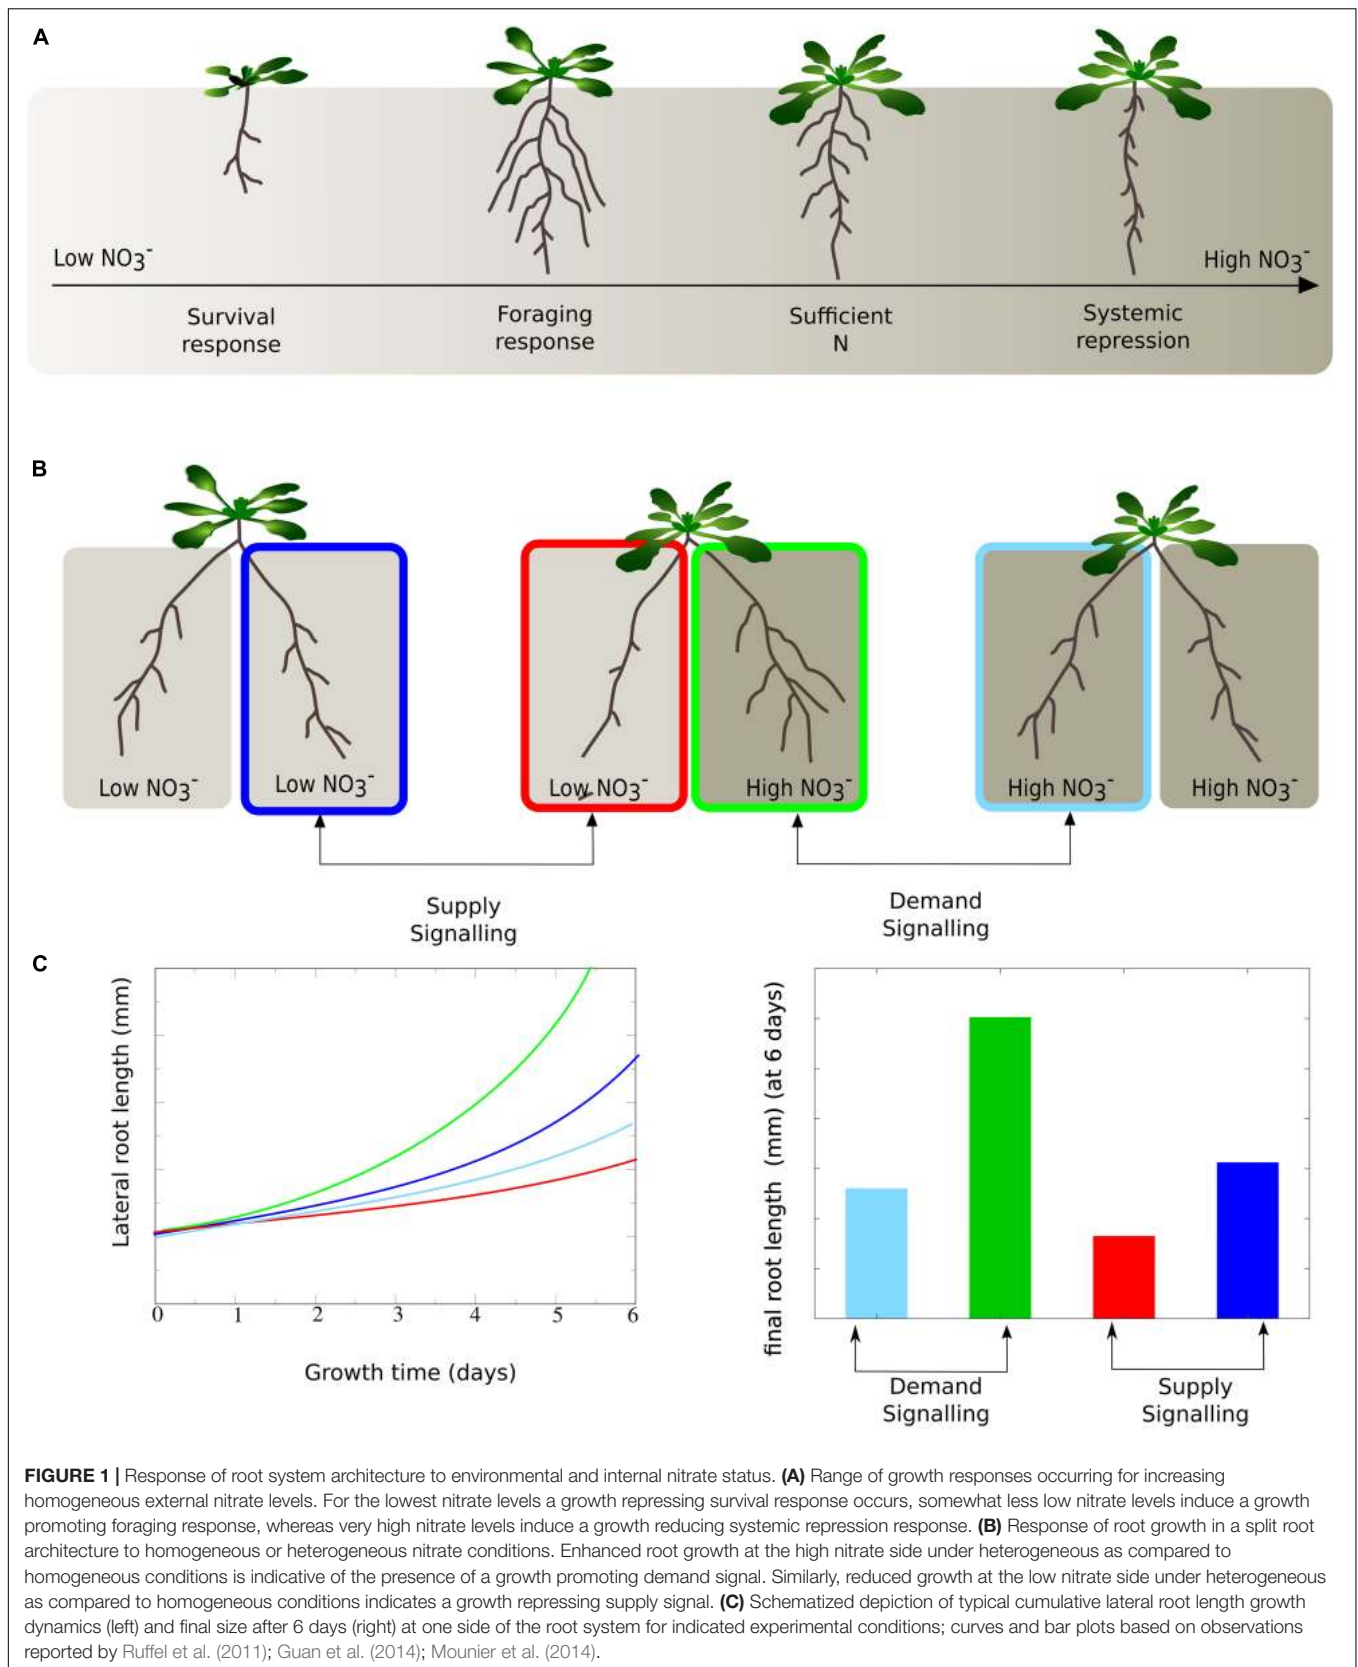 A
Low NO3-
High NO3-
Survival
response
Foraging
response
Sufficient
N
Systemic
repression
B
Low NO3-
Low NO3-
Low NO3-
High NO3-
High NO3-
High NO3-
Supply
Signalling
Demand
Signalling
C
Lateral root length (mm)
0 1 2 3 4 5 6
Growth time (days)
final root length (mm) (at 6 days)
Demand
Signalling
Supply
Signalling
FIGURE 1 | Response of root system architecture to environmental and internal nitrate status. (A) Range of growth responses occurring for increasing
homogeneous external nitrate levels. For the lowest nitrate levels a growth repressing survival response occurs, somewhat less low nitrate levels induce a growth
promoting foraging response, whereas very high nitrate levels induce a growth reducing systemic repression response. (B) Response of root growth in a split root
architecture to homogeneous or heterogeneous nitrate conditions. Enhanced root growth at the high nitrate side under heterogeneous as compared to
homogeneous conditions is indicative of the presence of a growth promoting demand signal. Similarly, reduced growth at the low nitrate side under heterogeneous
as compared to homogeneous conditions indicates a growth repressing supply signal. (C) Schematized depiction of typical cumulative lateral root length growth
dynamics (left) and final size after 6 days (right) at one side of the root system for indicated experimental conditions; curves and bar plots based on observations
reported by Ruffel et al. (2011); Guan et al. (2014); Mounier et al. (2014).